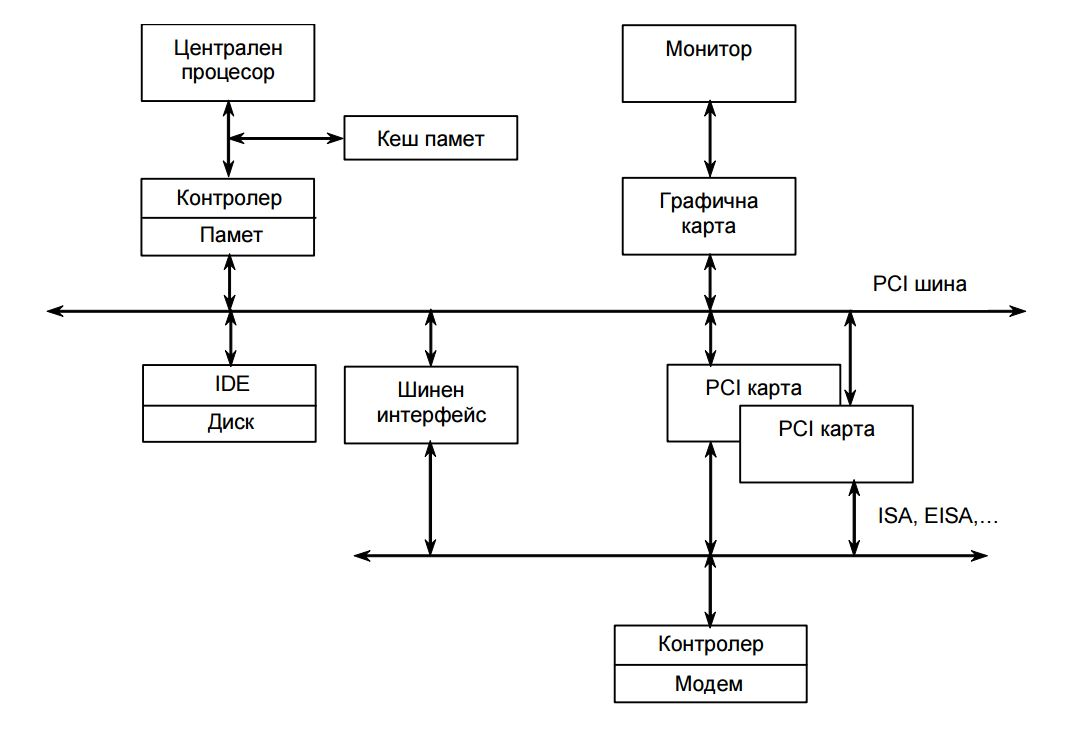 Централен
процесор
Монитор
Кеш памет
Контролер
Памет
Графична
карта
PCI шина
IDE
Диск
Шинен
интерфейс
PCI карта
PCI карта
ISA, EISA,…
Контролер
Модем